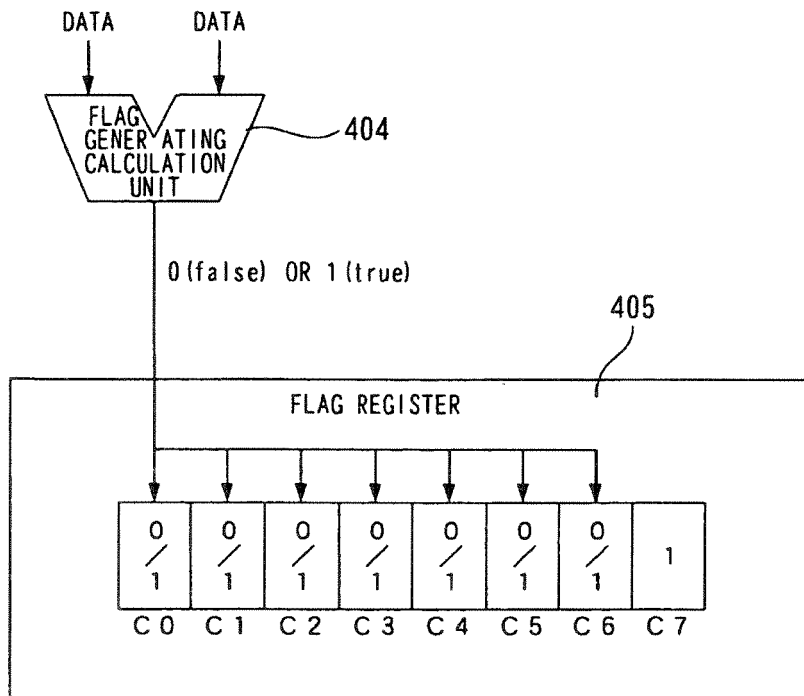 DATA DATA
FLAG
GENERATING
CALCULATION
UNIT
404
0(false) OR 1(true)
405
FLAG REGISTER
0/1 0/1 0/1 0/1 0/1 0/1 0/1 1
C0 C1 C2 C3 C4 C5 C6 C7